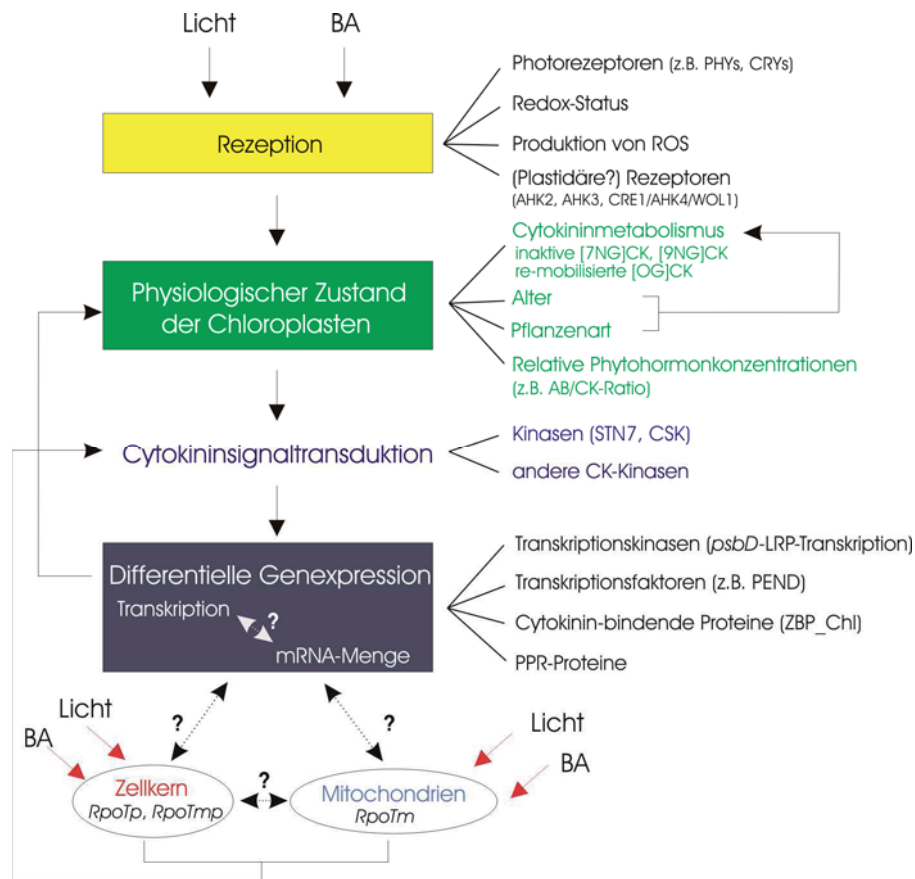 Licht
BA
Rezeption
Photorezeptoren (z.B. PHYs, CRYs)
Redox-Status
Produktion von ROS
(Plastidäre?) Rezeptoren
(AHK2, AHK3, CRE1/AHK4/WOL1)
Physiologischer Zustand
der Chloroplasten
Cytokininmetabolismus
inaktive [7NG]CK, [9NG]CK
re-mobilisierte [OG]CK
Alter
Pflanzenart
Relative Phytohormonkonzentrationen
(z.B. AB/CK-Ratio)
Cytokininsignaltransduktion
Kinasen (STN7, CSK)
andere CK-Kinasen
Differentielle Genexpression
Transkription
?
mRNA-Menge
Transkriptionskinasen (psbD-LRP-Transkription)
Transkriptionsfaktoren (z.B. PEND)
Cytokinin-bindende Proteine (ZBP_Chl)
PPR-Proteine
Licht
BA
?
?
Licht
BA
Zellkern
RpoTp, RpoTmp
?
Mitochondrien
RpoTm